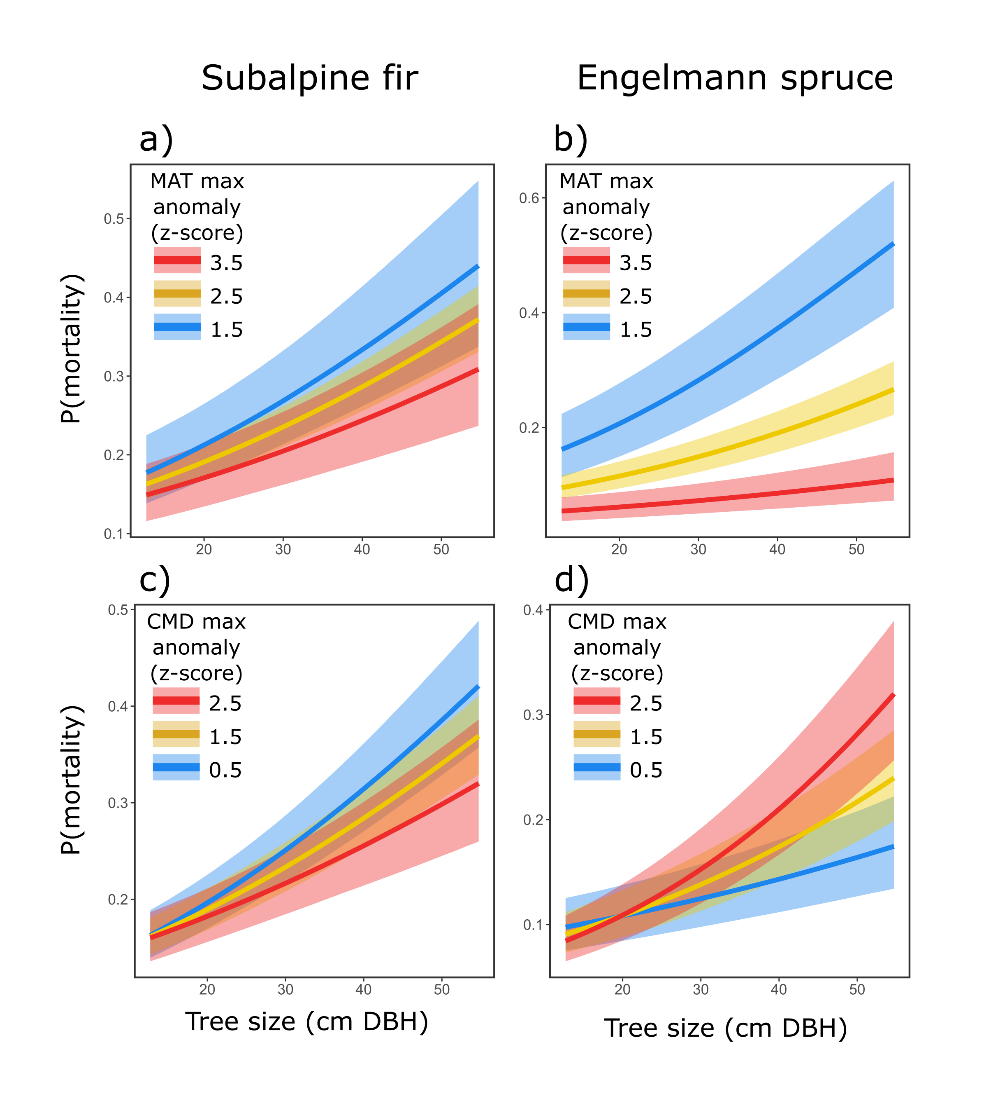 Subalpine fir
Engelmann spruce
a)
MAT max
anomaly
(z-score)
3.5
2.5
1.5
0.5
0.4
0.3
0.2
0.1
P(mortality)
20 30 40 50
b)
MAT max
anomaly
(z-score)
3.5
2.5
1.5
0.6
0.4
0.2
20 30 40 50
c)
CMD max
anomaly
(z-score)
2.5
1.5
0.5
0.5
0.4
0.3
0.2
P(mortality)
20 30 40 50
Tree size (cm DBH)
d)
CMD max
anomaly
(z-score)
2.5
1.5
0.5
0.4
0.3
0.2
0.1
20 30 40 50
Tree size (cm DBH)